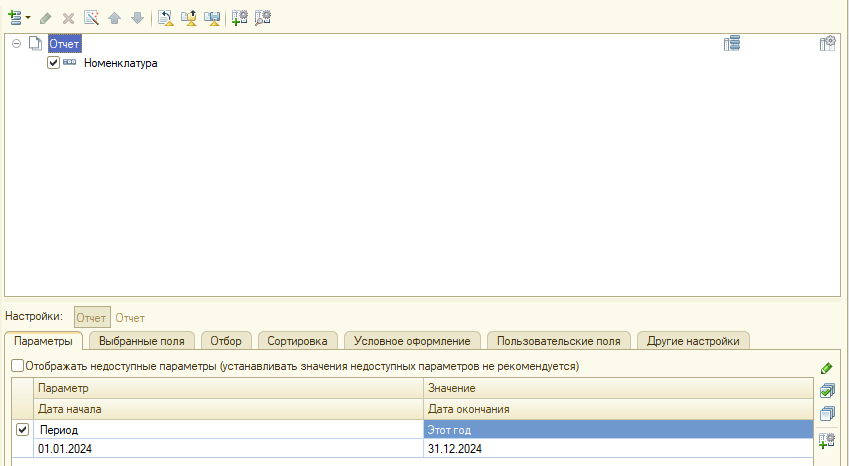 Отчет
Номенклатура
Настройки: Отчет Отчет
Параметры Выбранные поля Отбор Сортировка Условное оформление Пользовательские поля Другие настройки
Отображать недоступные параметры (устанавливать значения недоступных параметров не рекомендуется)
Параметр Значение
Дата начала Дата окончания
Период Этот год
01.01.2024 31.12.2024